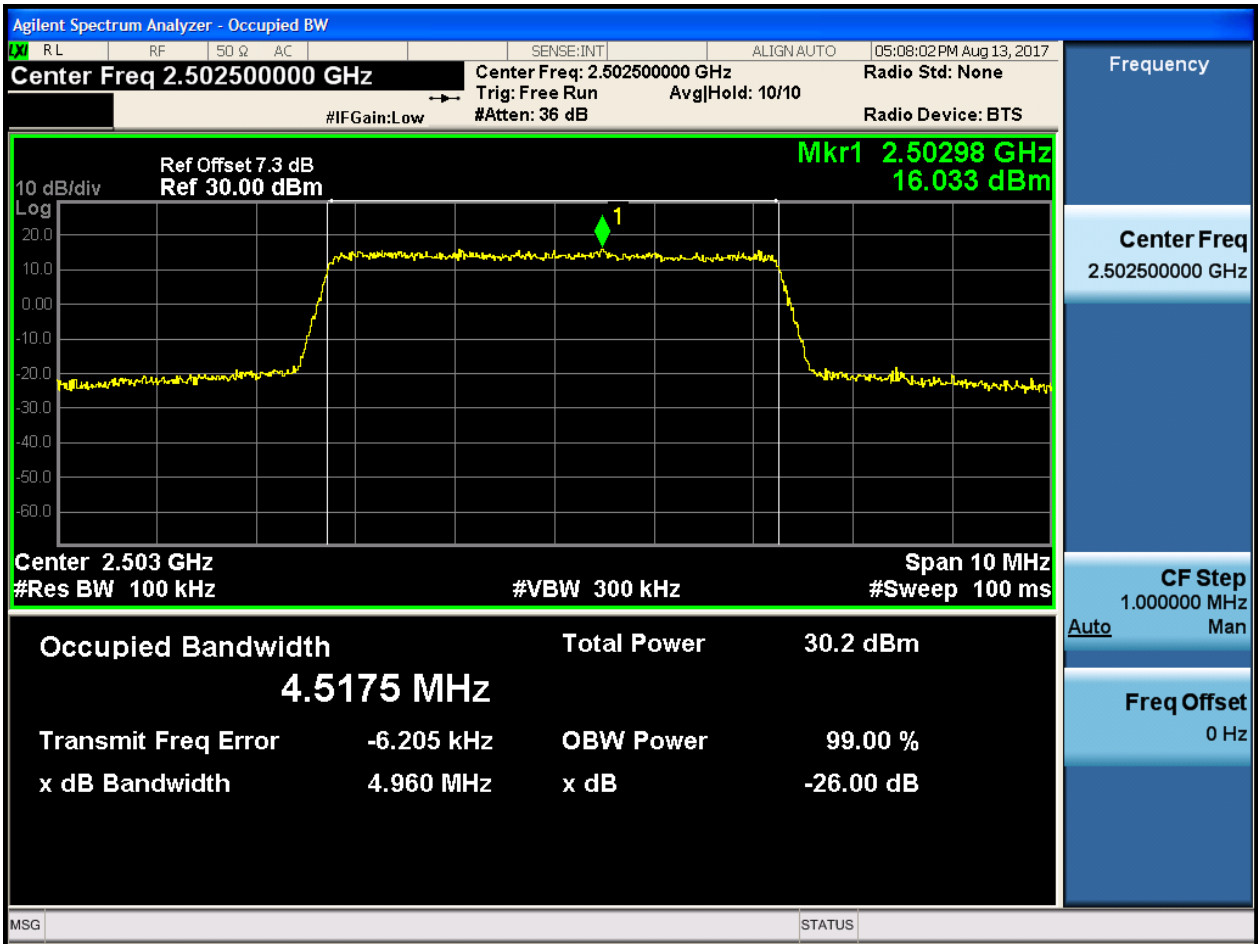 Agilent Spectrum Analyzer - Occupied BW
LXI RL RF 50 Ω AC SENSE:INT ALIGN AUTO 05:08:02 PM Aug 13, 2017
Center Freq 2.502500000 GHz
Center Freq: 2.502500000 GHz
Radio Std: None
Trig: Free Run Avg|Hold: 10/10
#IFGain:Low
#Atten: 36 dB
Radio Device: BTS
Frequency
Mkr1 2.50298 GHz
16.033 dBm
Ref Offset 7.3 dB
10 dB/div Ref 30.00 dBm
Log
1
20.0
10.0
0.00
-10.0
-20.0
-30.0
-40.0
-50.0
-60.0
Center 2.503 GHz Span 10 MHz
#Res BW 100 kHz #VBW 300 kHz #Sweep 100 ms
Center Freq
2.502500000 GHz
CF Step
1.000000 MHz
Auto Man
Freq Offset
0 Hz
Occupied Bandwidth Total Power 30.2 dBm
4.5175 MHz
Transmit Freq Error -6.205 kHz OBW Power 99.00 %
x dB Bandwidth 4.960 MHz x dB -26.00 dB
MSG STATUS